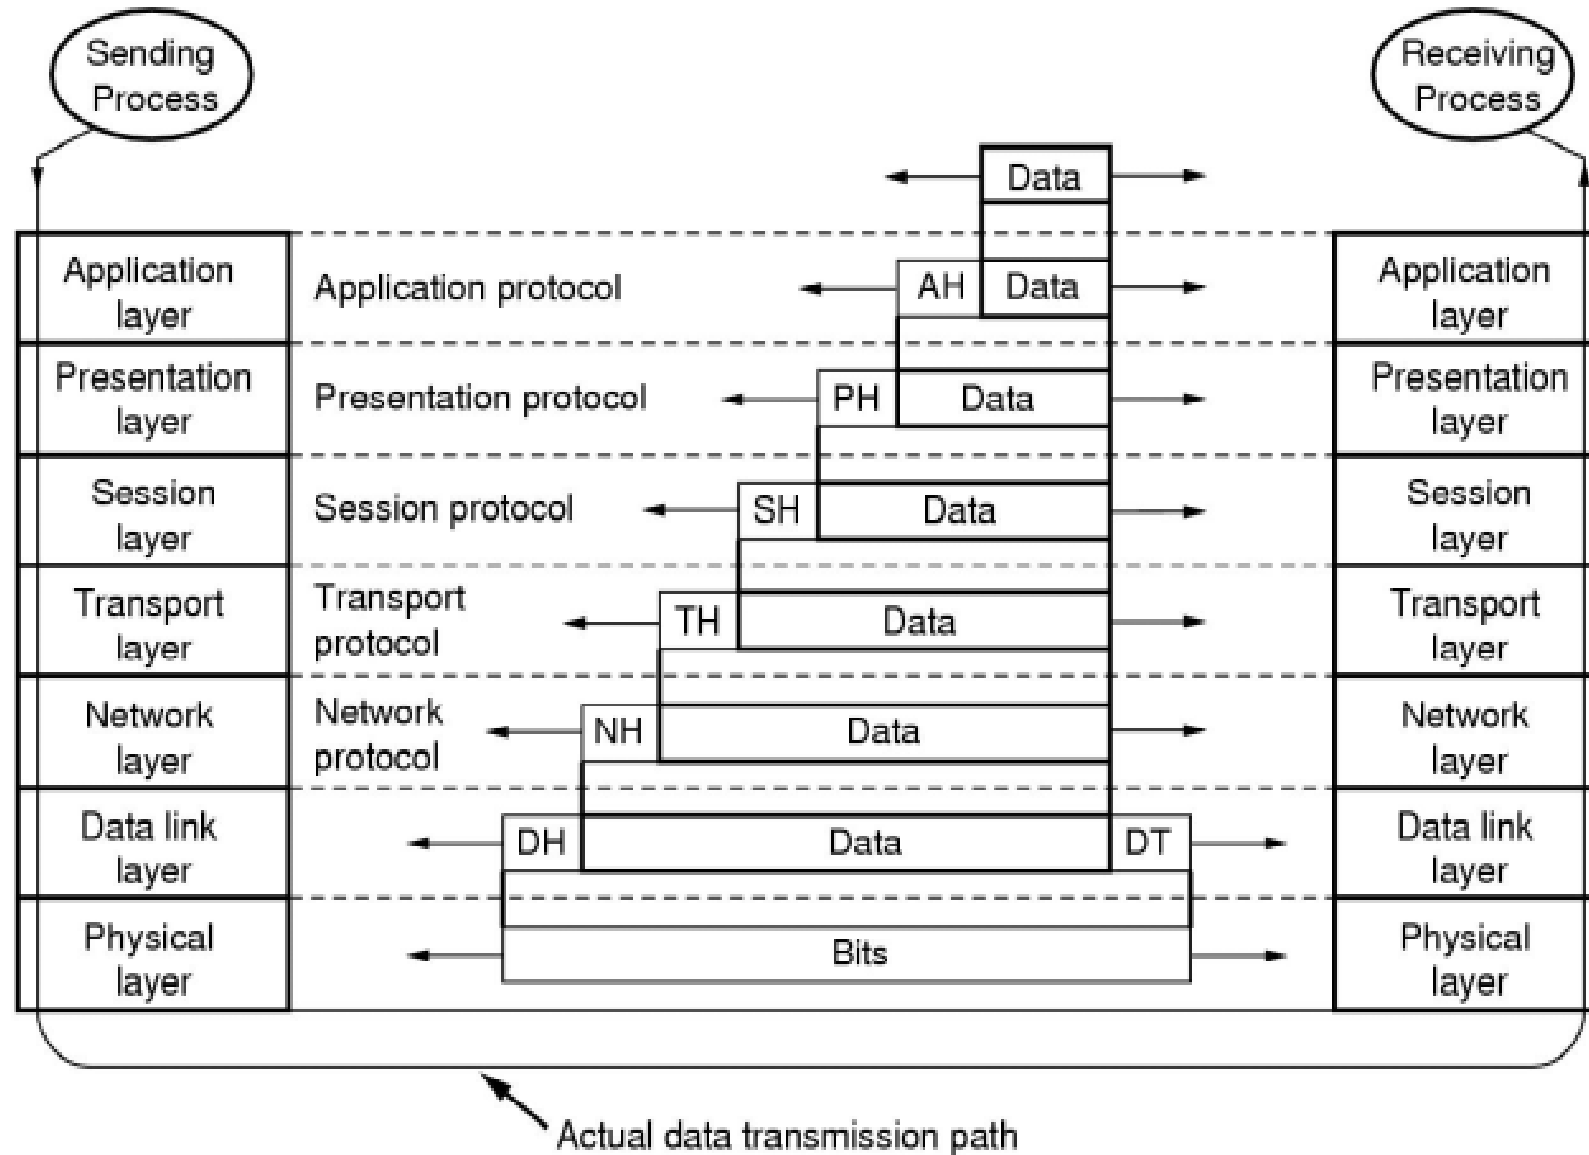 Sending
Process
Receiving
Process
Data
Application
layer
Application protocol
AH
Data
Application
layer
Presentation
layer
Presentation protocol
PH
Data
Presentation
layer
Session
layer
Session protocol
SH
Data
Session
layer
Transport
layer
Transport
protocol
TH
Data
Transport
layer
Network
layer
Network
protocol
NH
Data
Network
layer
Data link
layer
DH
Data
DT
Data link
layer
Physical
layer
Bits
Physical
layer
Actual data transmission path